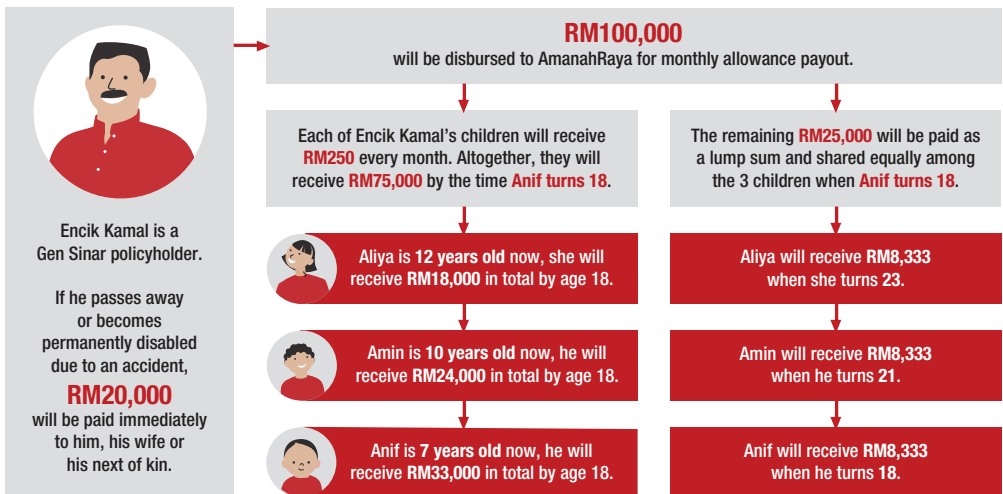 Encik Kamal is a
Gen Sinar policyholder.
If he passes away
or becomes
permanently disabled
due to an accident,
RM20,000
will be paid immediately
to him, his wife or
his next of kin.
RM100,000
will be disbursed to AmanahRaya for monthly allowance payout.
Each of Encik Kamal's children will receive
RM250 every month. Altogether, they will
receive RM75,000 by the time Anif turns 18.
Aliya is 12 years old now, she will
receive RM18,000 in total by age 18.
Amin is 10 years old now, he will
receive RM24,000 in total by age 18.
Anif is 7 years old now, he will
receive RM33,000 in total by age 18.
The remaining RM25,000 will be paid as
a lump sum and shared equally among
the 3 children when Anif turns 18.
Aliya will receive RM8,333
when she turns 23.
Amin will receive RM8,333
when he turns 21.
Anif will receive RM8,333
when he turns 18.